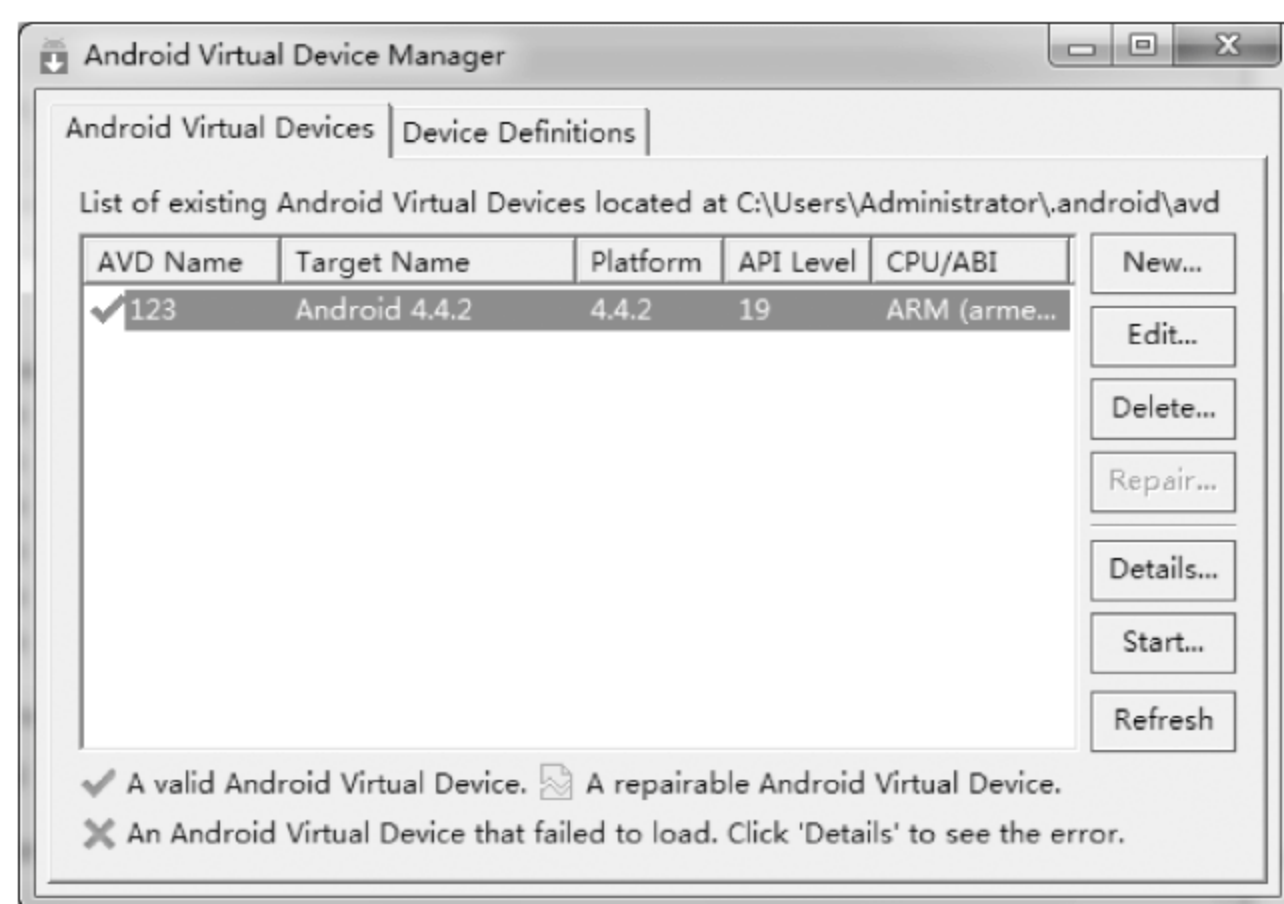 Android Virtual Device Manager
Android Virtual Devices Device Definitions
List of existing Android Virtual Devices located at C:\Users\Administrator\.android\avd
AVD Name Target Name Platform API Level CPU/ABI
123 Android 4.4.2 4.4.2 19 ARM (arme...
New...
Edit...
Delete...
Repair...
Details...
Start...
Refresh
A valid Android Virtual Device. A repairable Android Virtual Device.
An Android Virtual Device that failed to load. Click 'Details' to see the error.